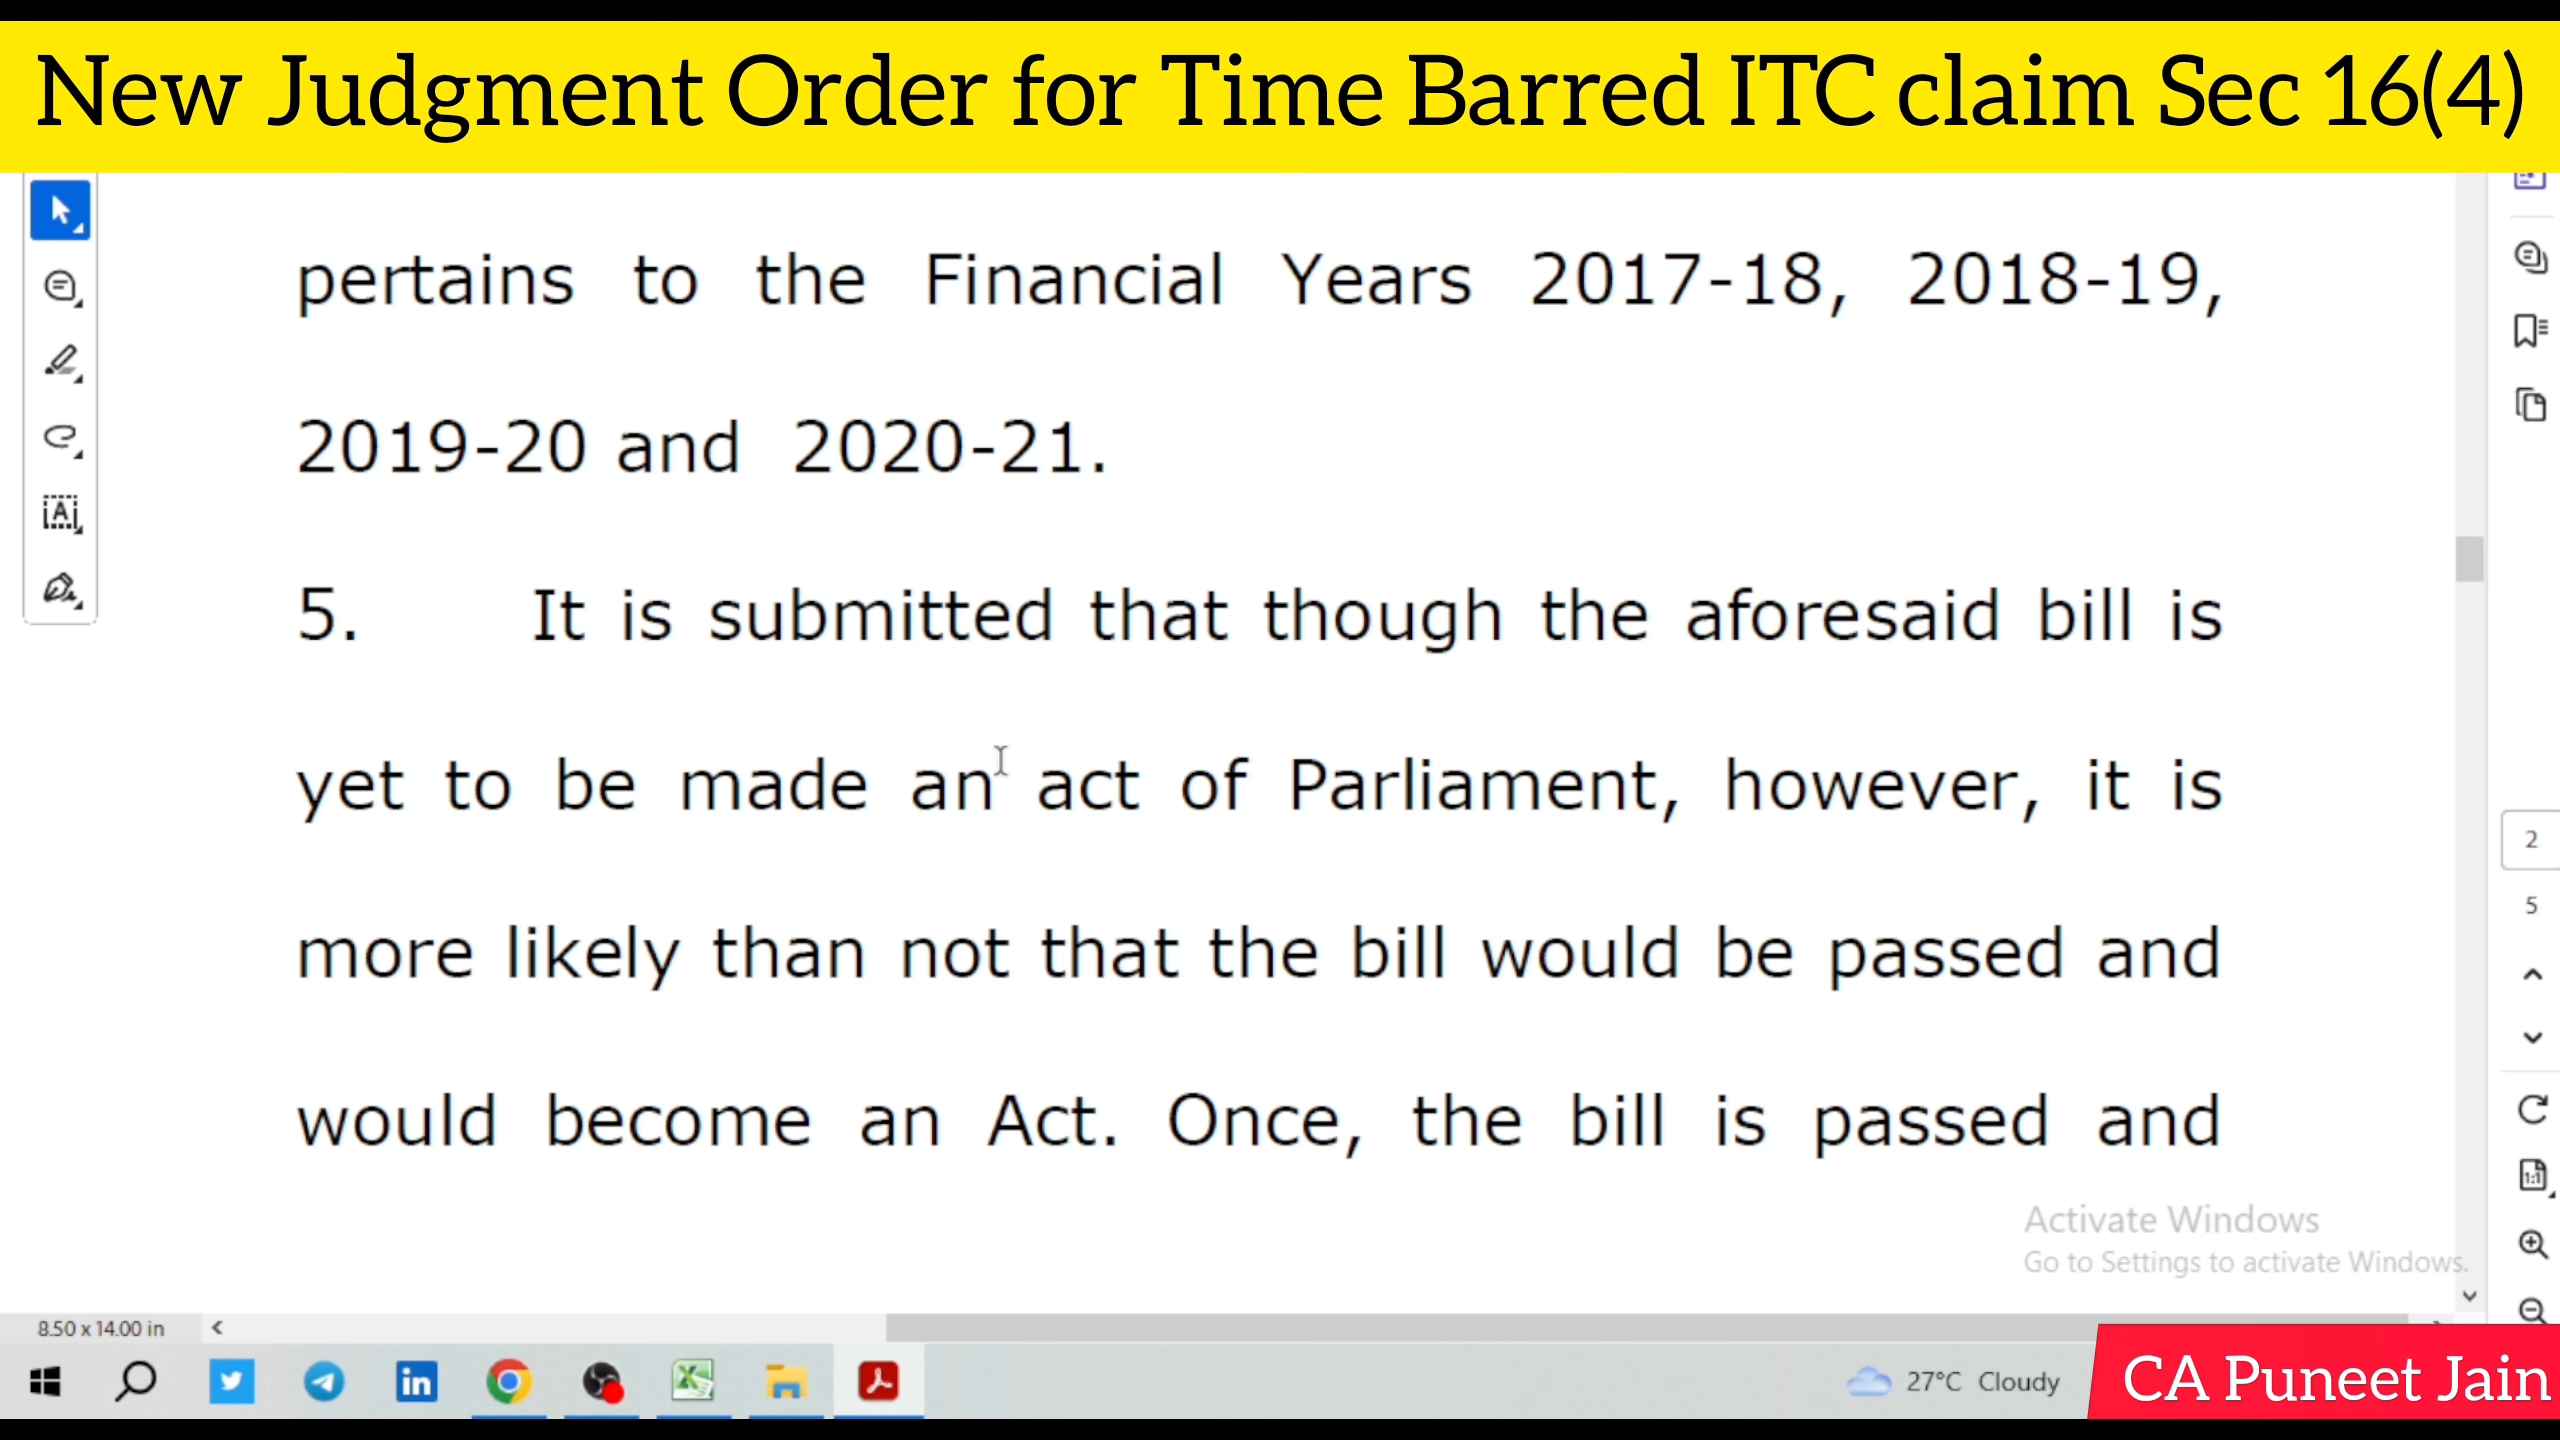 New Judgment Order for Time Barred ITC claim Sec 16(4)
pertains to the Financial Years 2017-18, 2018-19,
2019-20 and 2020-21.
5. It is submitted that though the aforesaid bill is
yet to be made an act of Parliament, however, it is
more likely than not that the bill would be passed and
would become an Act. Once, the bill is passed and
2
5
Activate Windows
Go to Settings to activate Windows.
8.50 x 14.00 in
27°C Cloudy
CA Puneet Jain